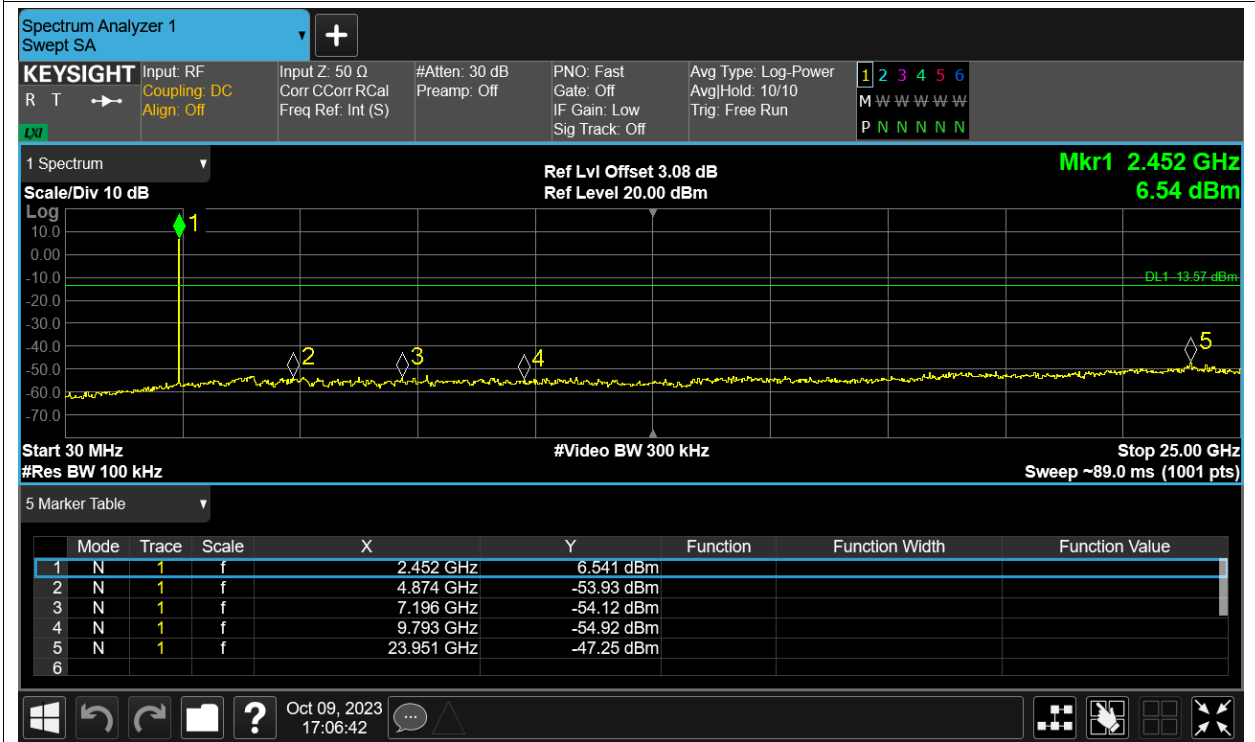 Spectrum Analyzer 1
Swept SA
KEYSIGHT
R T
LXI
Input: RF
Coupling: DC
Align: Off
Input Z: 50 Ω
Corr CCorr RCal
Freq Ref: Int (S)
#Atten: 30 dB
Preamp: Off
PNO: Fast
Gate: Off
IF Gain: Low
Sig Track: Off
Avg Type: Log-Power
Avg|Hold: 10/10
Trig: Free Run
1 2 3 4 5 6
M W W W W W
P N N N N N
1 Spectrum
Scale/Div 10 dB
Ref Lvl Offset 3.08 dB
Ref Level 20.00 dBm
Mkr1 2.452 GHz
6.54 dBm
Log
10.0
0.00
-10.0
-20.0
-30.0
-40.0
-50.0
-60.0
-70.0
1
2
3
4
5
DL1 -13.57 dBm
Start 30 MHz
#Res BW 100 kHz
#Video BW 300 kHz
Stop 25.00 GHz
Sweep ~89.0 ms (1001 pts)
5 Marker Table
Mode Trace Scale X Y Function Function Width Function Value
1 N 1 f 2.452 GHz 6.541 dBm
2 N 1 f 4.874 GHz -53.93 dBm
3 N 1 f 7.196 GHz -54.12 dBm
4 N 1 f 9.793 GHz -54.92 dBm
5 N 1 f 23.951 GHz -47.25 dBm
6
?
Oct 09, 2023
17:06:42